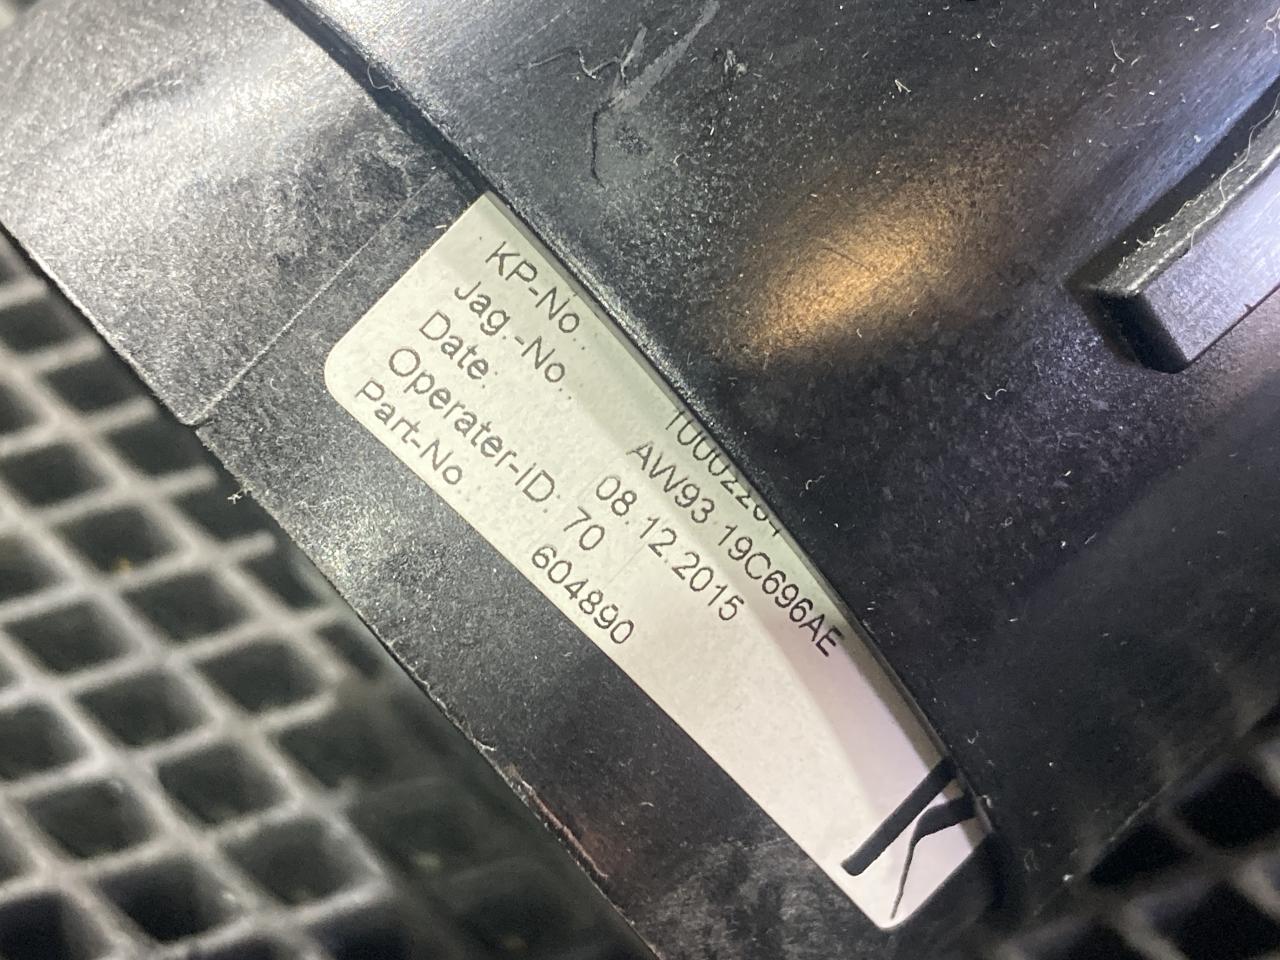 KP-No.:
Jag.-No.: AW93 19C696AE
Date: 08.12.2015
Operater-ID: 70
Part-No.: 604890